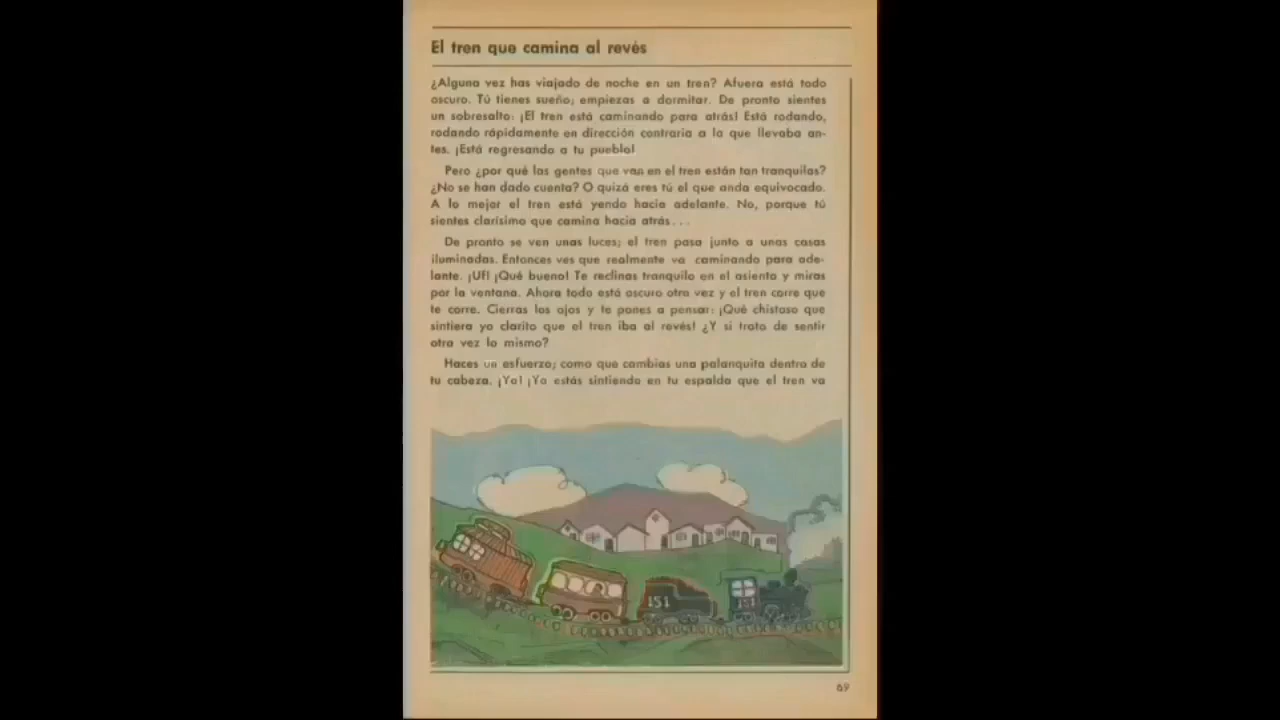 El tren que camina al revés
¿Alguna vez has viajado de noche en un tren? Afuera está todo
oscuro. Tú tienes sueño; empiezas a dormitar. De pronto sientes
un sobresalto: ¡El tren está caminando para atrás! Está rodando,
rodando rápidamente en dirección contraria a la que llevaba an-
tes. ¡Está regresando a tu pueblo!
Pero ¿por qué las gentes que van en el tren están tan tranquilas?
¿No se han dado cuenta? O quizá eres tú el que anda equivocado.
A lo mejor el tren está yendo hacia adelante. No, porque tú
sientes clarísimo que camina hacia atrás...
De pronto se ven unas luces; el tren pasa junto a unas casas
iluminadas. Entonces ves que realmente va caminando para ade-
lante. ¡Uf! ¡Qué bueno! Te reclinas tranquilo en el asiento y miras
por la ventana. Ahora todo está oscuro otra vez y el tren corre que
te corre. Cierras los ojos y te pones a pensar: ¡Qué chistoso que
sintiera yo clarito que el tren iba al revés! ¿Y si trato de sentir
otra vez lo mismo?
Haces un esfuerzo; como que cambias una palanquita dentro de
tu cabeza. ¡Ya! ¡Ya estás sintiendo en tu espalda que el tren va
151
151
69